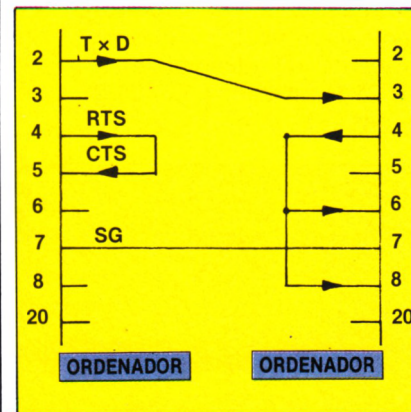 T × D
2 2
3 3
RTS
4 4
CTS
5 5
6 6
SG
7 7
8 8
20 20
ORDENADOR ORDENADOR